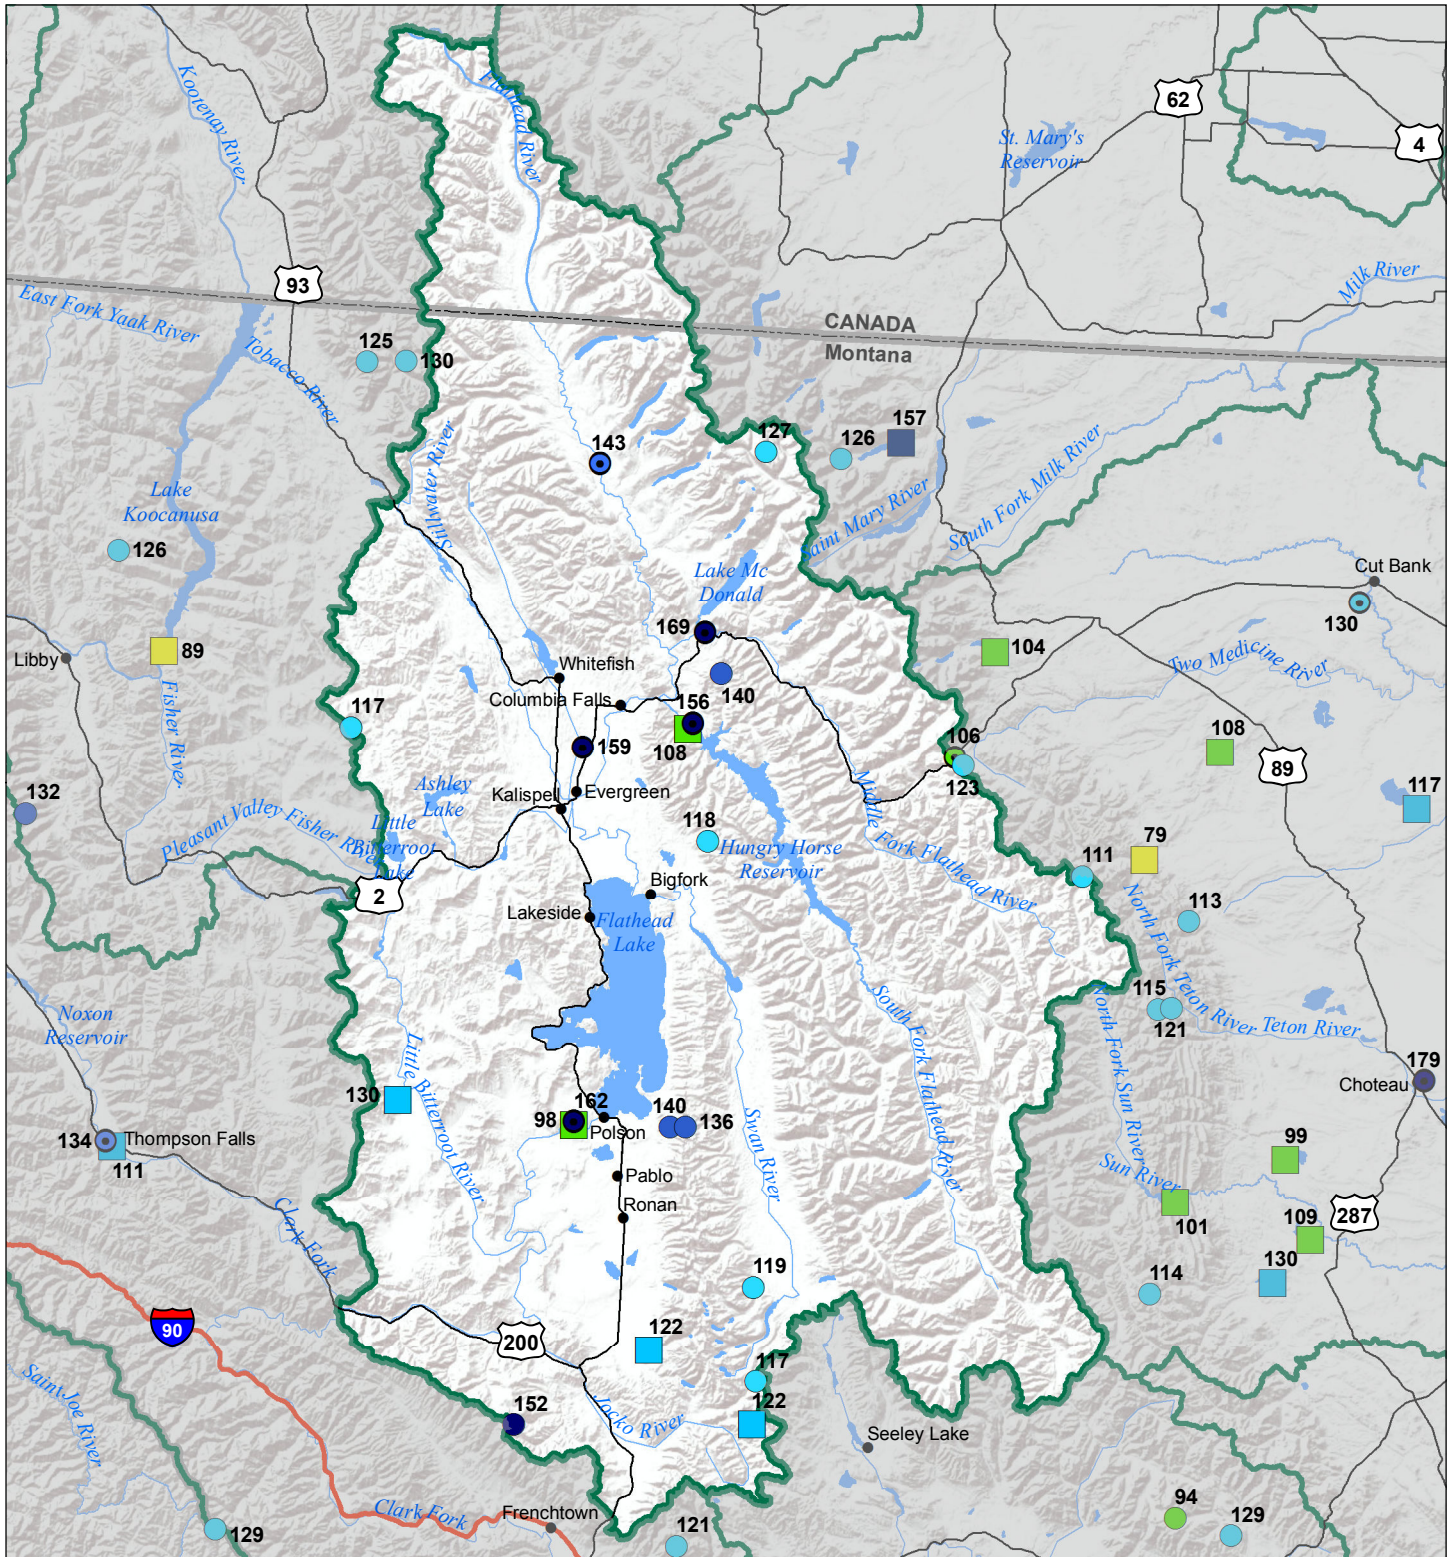 Kootenay River
Flathead River
62
4
St. Mary's
Reservoir
93
East Fork Yaak River
Tobacco River
Milk River
CANADA
Montana
125
130
Stillwater River
143
127
126
157
Lake
Koocanusa
126
Saint Mary River
South Fork Milk River
Lake Mc
Donald
Cut Bank
130
169
Libby
89
Fisher River
Whitefish
Columbia Falls
140
156
108
104
Two Medicine River
117
159
106
123
108
89
117
132
Ashley
Lake
Kalispell
Evergreen
Pleasant Valley Fisher River
Little
Bitterroot
Lake
118
Hungry Horse
Reservoir
Middle Fork Flathead River
79
111
2
Bigfork
Lakeside
Flathead
Lake
113
North Fork Teton River
Noxon
Reservoir
South Fork Flathead River
115
121
Teton River
North Fork Sun River
Little Bitterroot River
179
Choteau
130
162
98
Polson
140
136
Swan River
134
Thompson Falls
111
Pablo
Ronan
99
Sun River
101
109
287
Clark Fork
119
114
130
90
200
122
117
122
Saint Joe River
152
Jocko River
Seeley Lake
Clark Fork
Frenchtown
129
121
94
129